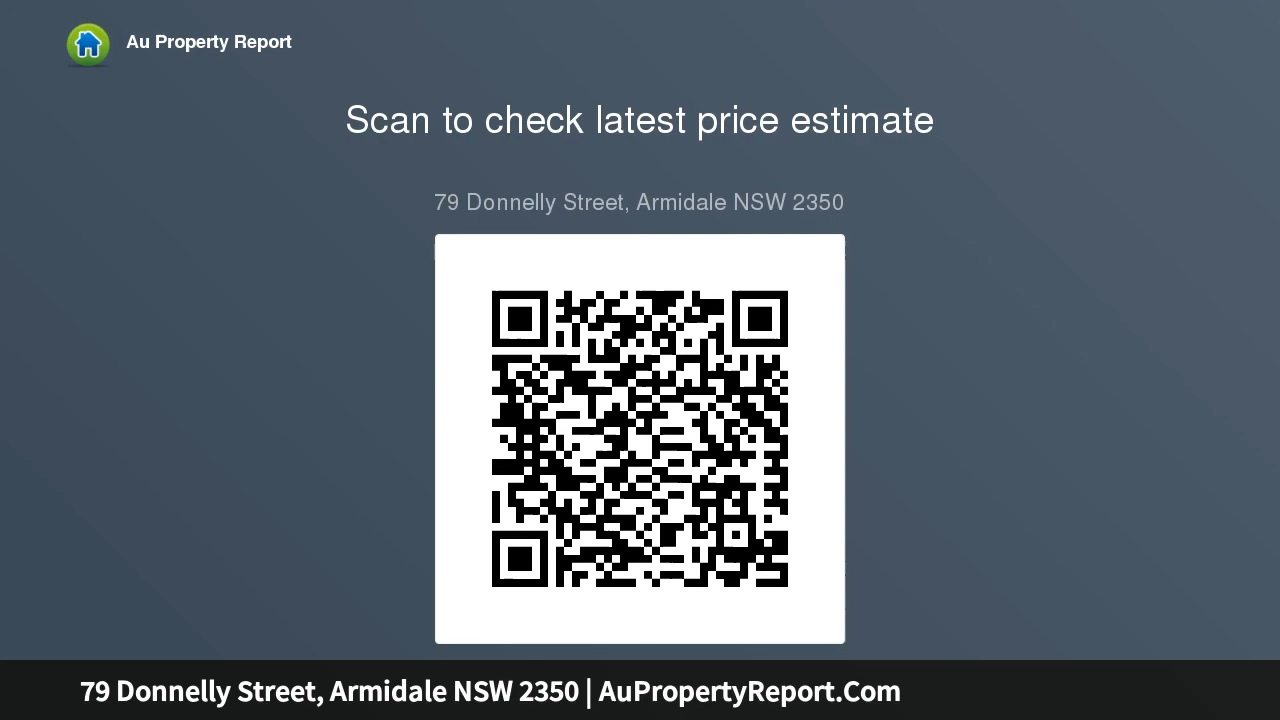 Au Property Report
Scan to check latest price estimate
79 Donnelly Street, Armidale NSW 2350
79 Donnelly Street, Armidale NSW 2350 | AuPropertyReport.Com